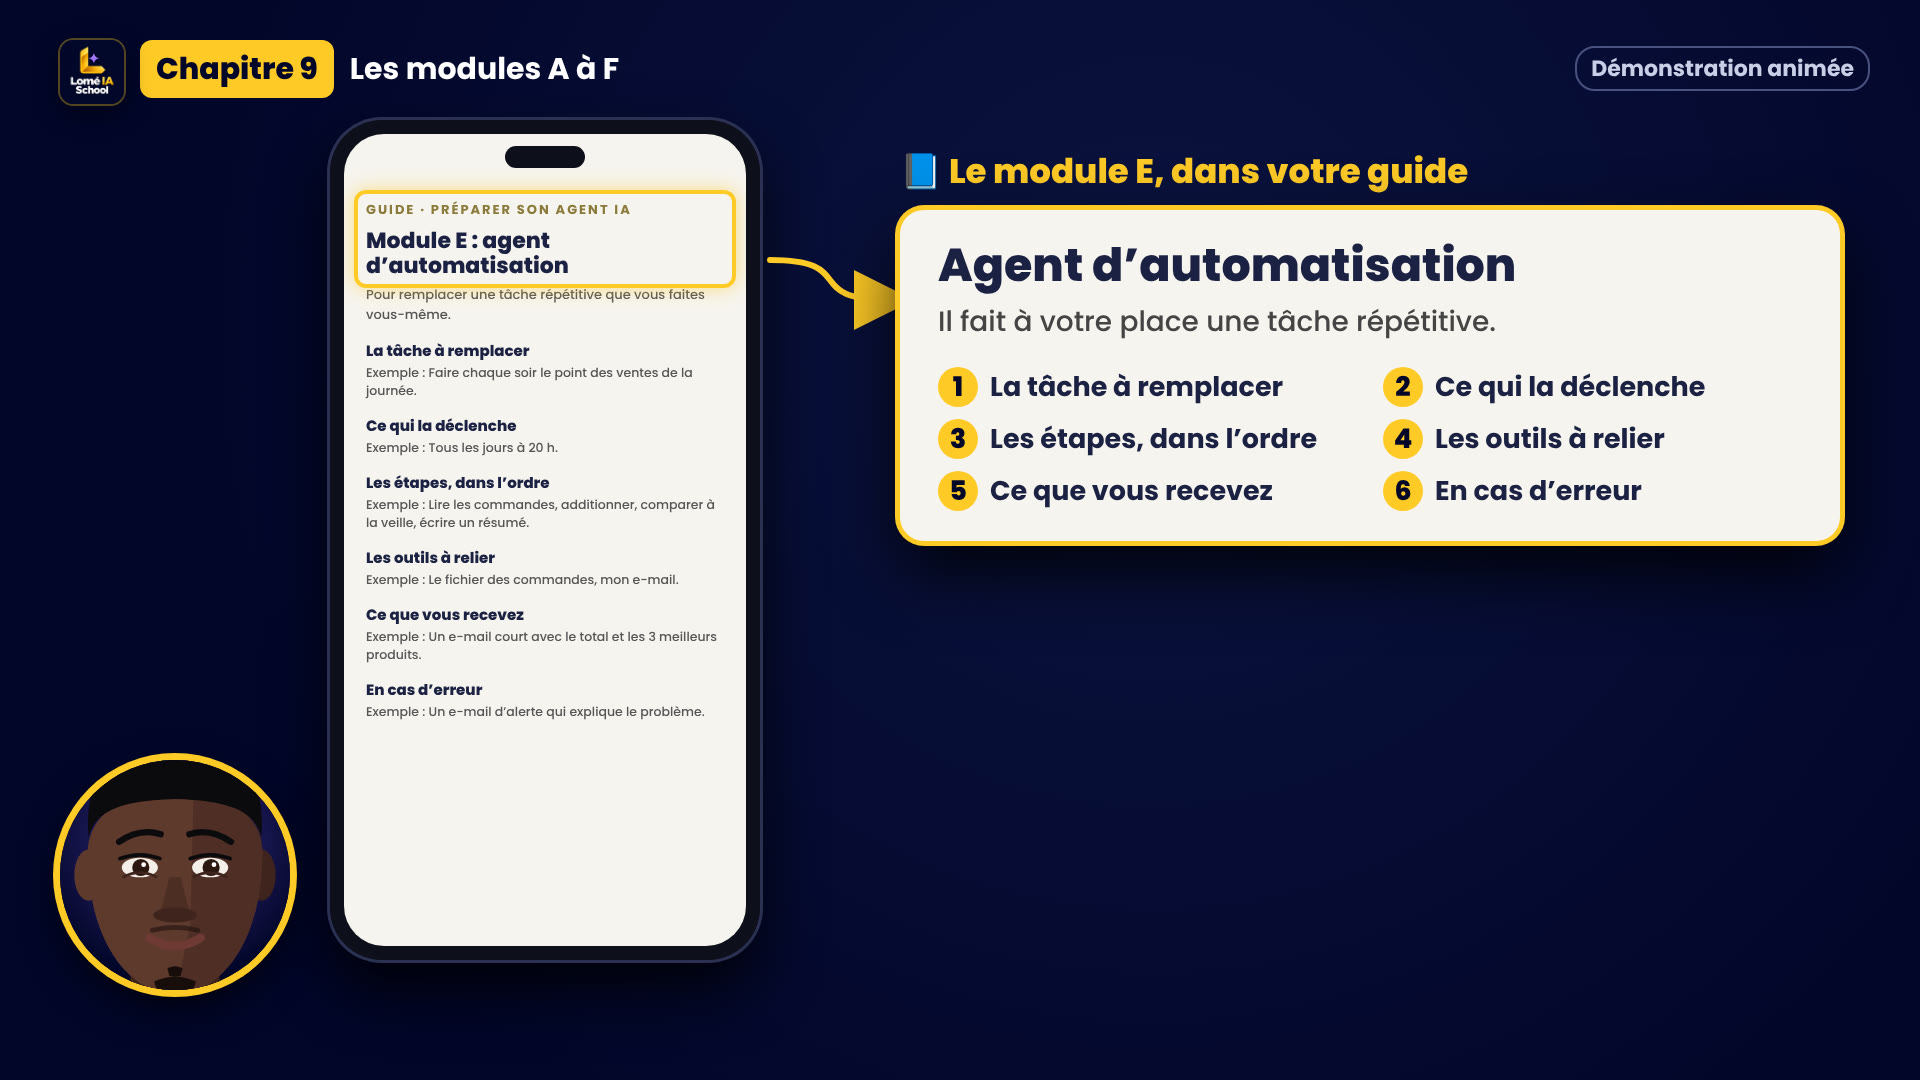 Lomé IA
School
Chapitre 9
Les modules A à F
Démonstration animée
GUIDE · PRÉPARER SON AGENT IA
Module E : agent
d’automatisation
Pour remplacer une tâche répétitive que vous faites
vous-même.
La tâche à remplacer
Exemple : Faire chaque soir le point des ventes de la
journée.
Ce qui la déclenche
Exemple : Tous les jours à 20 h.
Les étapes, dans l’ordre
Exemple : Lire les commandes, additionner, comparer à
la veille, écrire un résumé.
Les outils à relier
Exemple : Le fichier des commandes, mon e-mail.
Ce que vous recevez
Exemple : Un e-mail court avec le total et les 3 meilleurs
produits.
En cas d’erreur
Exemple : Un e-mail d’alerte qui explique le problème.
📘 Le module E, dans votre guide
Agent d’automatisation
Il fait à votre place une tâche répétitive.
1 La tâche à remplacer
2 Ce qui la déclenche
3 Les étapes, dans l’ordre
4 Les outils à relier
5 Ce que vous recevez
6 En cas d’erreur